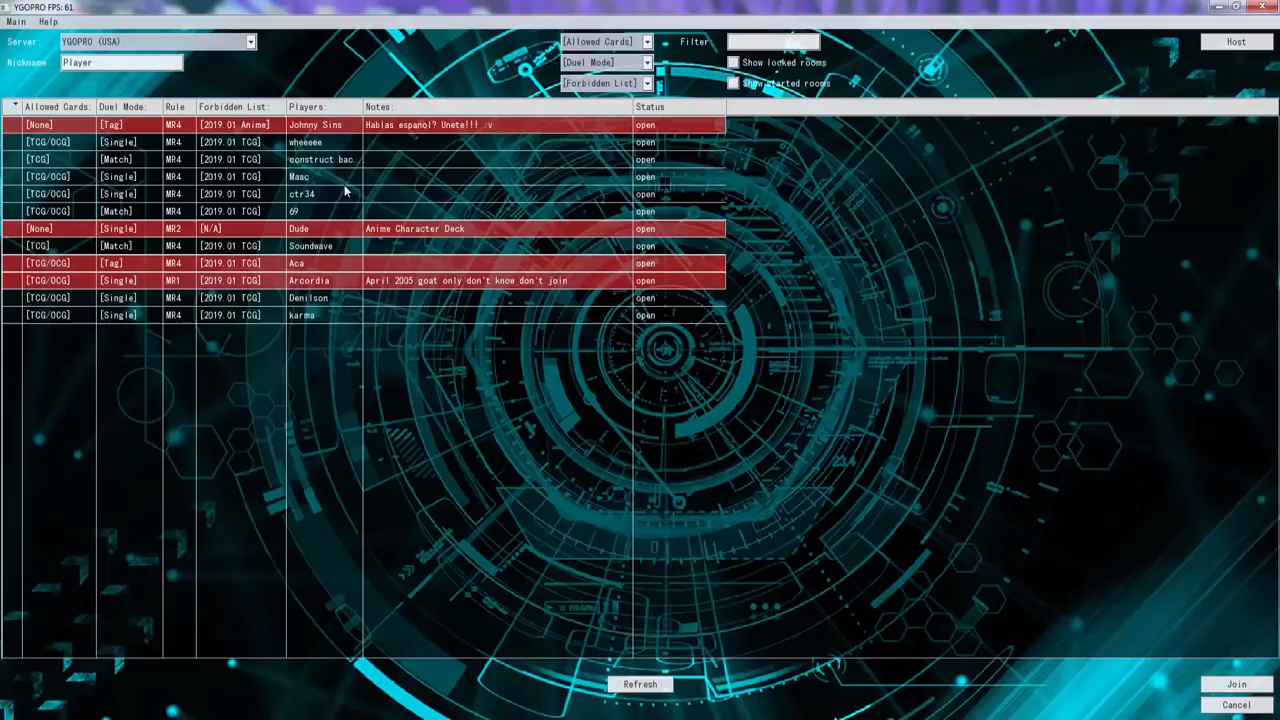 YGOPRO FPS: 61
Main Help
Server: YGOPRO (USA) [Allowed Cards] Filter Host
Nickname: Player [Duel Mode] Show locked rooms
[Forbidden List] Show started rooms
Allowed Cards: Duel Mode: Rule Forbidden List: Players: Notes: Status
[None] [Tag] MR4 [2019.01 Anime] Johnny Sins Hablas espanol? Unete!!! :v open
[TCG/OCG] [Single] MR4 [2019.01 TCG] wheeeee open
[TCG] [Match] MR4 [2019.01 TCG] construct bac... open
[TCG/OCG] [Single] MR4 [2019.01 TCG] Maac open
[TCG/OCG] [Single] MR4 [2019.01 TCG] ctr34 open
[TCG/OCG] [Match] MR4 [2019.01 TCG] 69 open
[None] [Single] MR2 [N/A] Dude Anime Character Deck open
[TCG] [Match] MR4 [2019.01 TCG] Soundwave open
[TCG/OCG] [Tag] MR4 [2019.01 TCG] Aca open
[TCG/OCG] [Single] MR1 [2019.01 TCG] Arcordia April 2005 goat only don't know don't join open
[TCG/OCG] [Single] MR4 [2019.01 TCG] Denilson open
[TCG/OCG] [Single] MR4 [2019.01 TCG] karma open
23.4
Refresh Join
Cancel